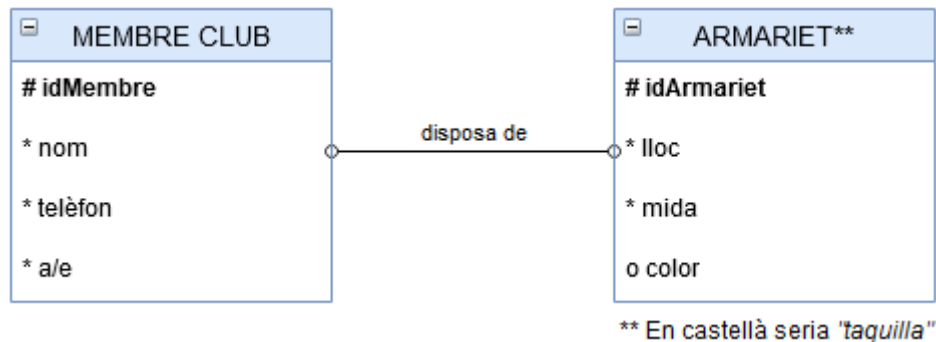 MEMBRE CLUB
# idMembre
* nom
* telèfon
* a/e
disposa de
ARMARIET**
# idArmariet
* lloc
* mida
o color
** En castellà seria "taquilla"